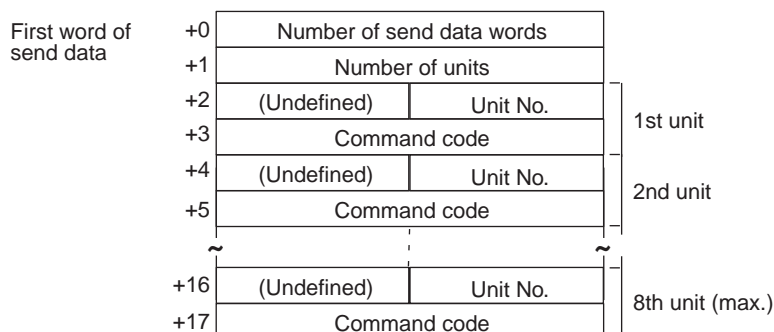 First word of
send data
+0 Number of send data words
+1 Number of units
+2 (Undefined) Unit No.
1st unit
+3 Command code
+4 (Undefined) Unit No.
2nd unit
+5 Command code
~ ~
+16 (Undefined) Unit No.
8th unit (max.)
+17 Command code